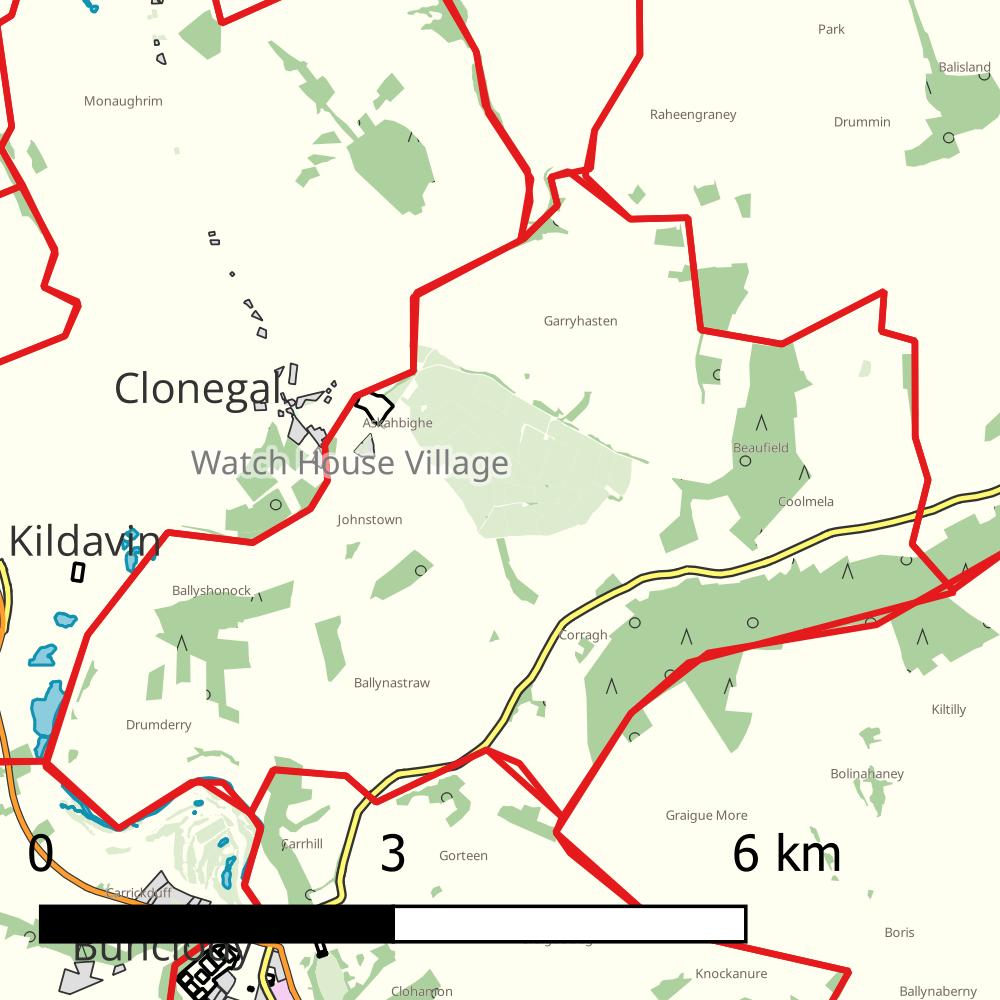 Park
Balisland
Monaughrim
Raheengraney
Drummin
Garryhasten
Clonegal
Askahbighe
Beaufield
Watch House Village
Coolmela
Johnstown
Kildavin
Ballyshonock
Corragh
Ballynastraw
Kiltilly
Drumderry
Bolinahaney
Graigue More
0
3
6 km
Carrhill
Gorteen
Carrickduff
Boris
Bunclody
Knockanure
Clohamon
Ballynaberny